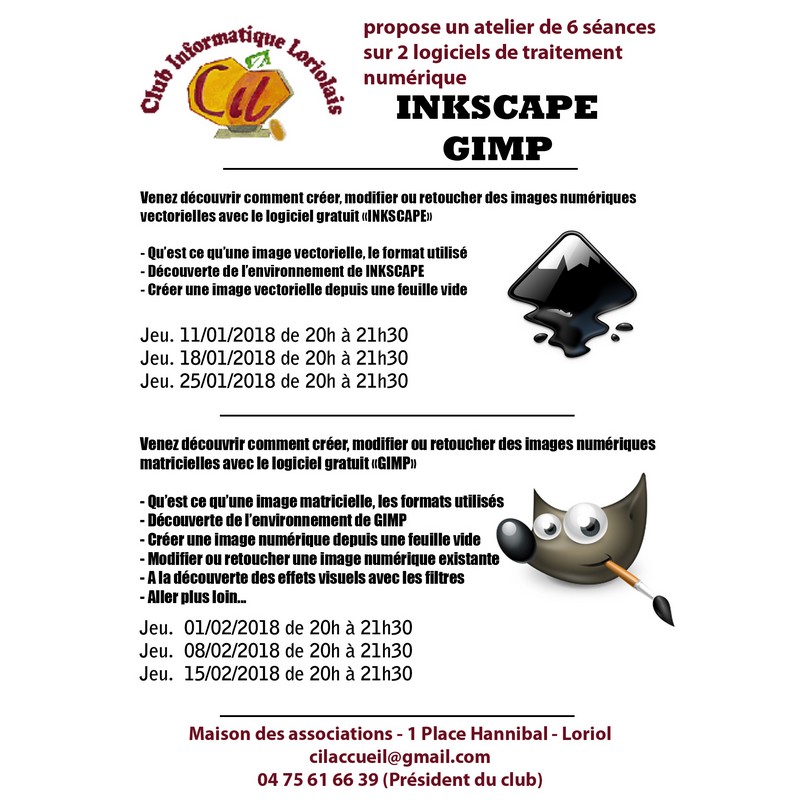 Club Informatique Loriolais
Cil
propose un atelier de 6 séances
sur 2 logiciels de traitement
numérique
INKSCAPE
GIMP
Venez découvrir comment créer, modifier ou retoucher des images numériques
vectorielles avec le logiciel gratuit «INKSCAPE»
- Qu'est ce qu'une image vectorielle, le format utilisé
- Découverte de l'environnement de INKSCAPE
- Créer une image vectorielle depuis une feuille vide
Jeu. 11/01/2018 de 20h à 21h30
Jeu. 18/01/2018 de 20h à 21h30
Jeu. 25/01/2018 de 20h à 21h30
Venez découvrir comment créer, modifier ou retoucher des images numériques
matricielles avec le logiciel gratuit «GIMP»
- Qu'est ce qu'une image matricielle, les formats utilisés
- Découverte de l'environnement de GIMP
- Créer une image numérique depuis une feuille vide
- Modifier ou retoucher une image numérique existante
- A la découverte des effets visuels avec les filtres
- Aller plus loin...
Jeu. 01/02/2018 de 20h à 21h30
Jeu. 08/02/2018 de 20h à 21h30
Jeu. 15/02/2018 de 20h à 21h30
Maison des associations - 1 Place Hannibal - Loriol
cilaccueil@gmail.com
04 75 61 66 39 (Président du club)